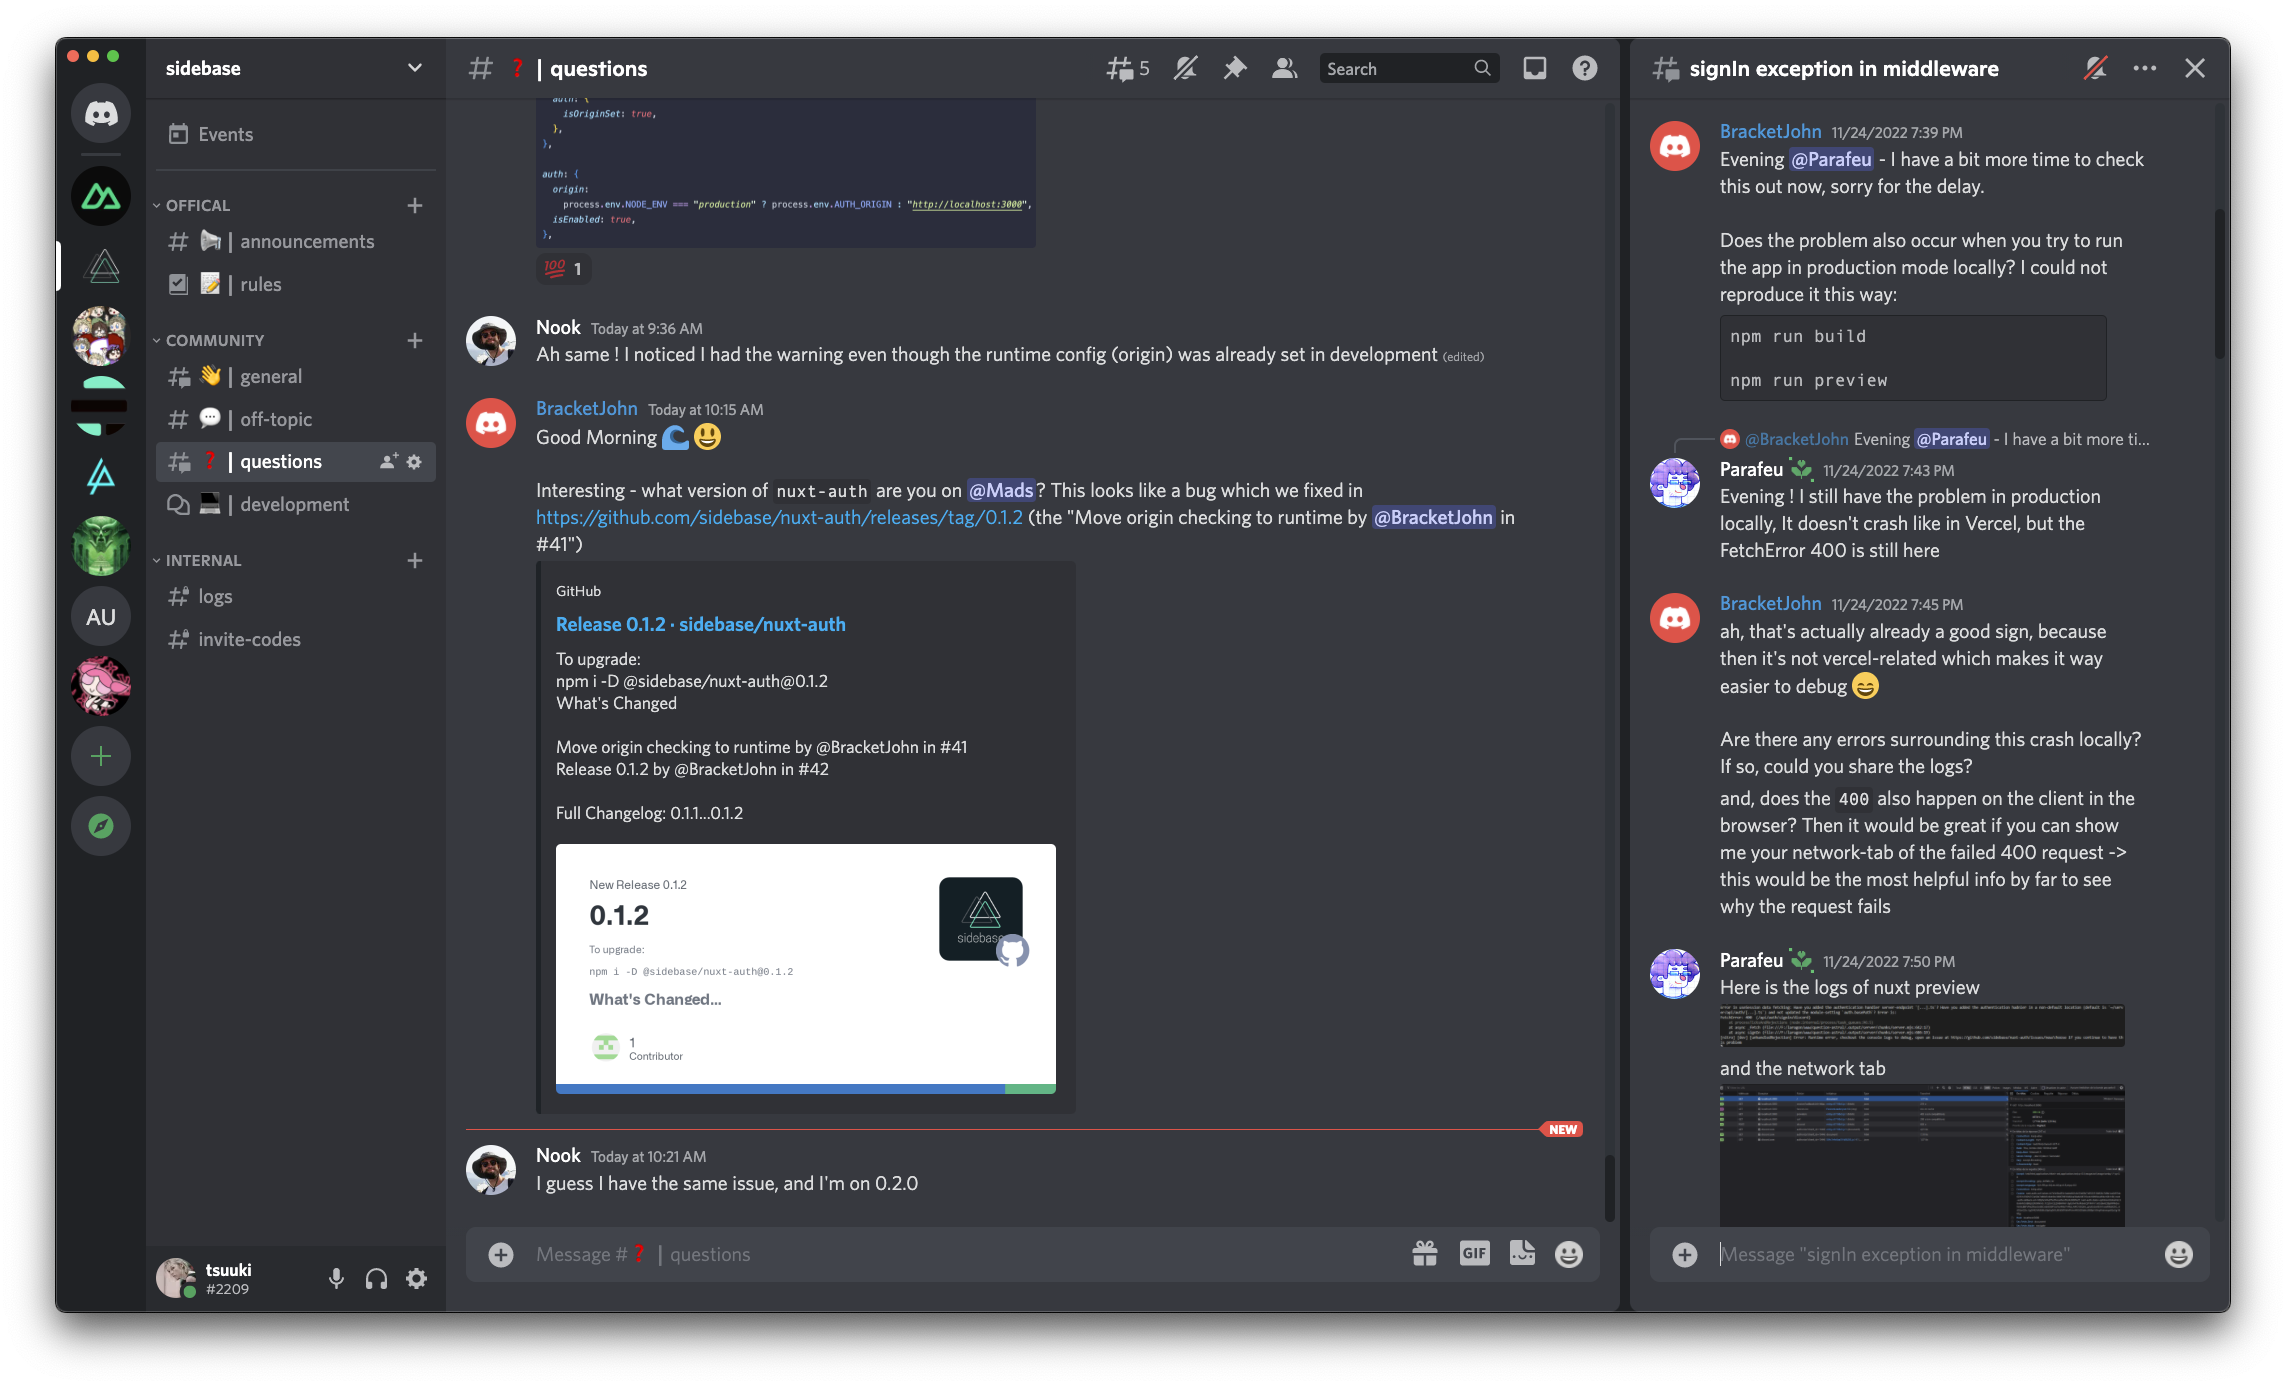 sidebase
Events
OFFICAL
| announcements
| rules
COMMUNITY
| general
| off-topic
| questions
| development
INTERNAL
logs
invite-codes
AU
tsuuki
#2209
# ❓ | questions
5
Search
auth: {
isOriginSet: true,
},
},
auth: {
origin:
process.env.NODE_ENV === "production" ? process.env.AUTH_ORIGIN : "http://localhost:3000",
isEnabled: true,
},
💯 1
Nook Today at 9:36 AM
Ah same ! I noticed I had the warning even though the runtime config (origin) was already set in development (edited)
BracketJohn Today at 10:15 AM
Good Morning 🌊 😃
Interesting - what version of nuxt-auth are you on @Mads? This looks like a bug which we fixed in
https://github.com/sidebase/nuxt-auth/releases/tag/0.1.2 (the "Move origin checking to runtime by @BracketJohn in
#41")
GitHub
Release 0.1.2 · sidebase/nuxt-auth
To upgrade:
npm i -D @sidebase/nuxt-auth@0.1.2
What's Changed
Move origin checking to runtime by @BracketJohn in #41
Release 0.1.2 by @BracketJohn in #42
Full Changelog: 0.1.1...0.1.2
New Release 0.1.2
0.1.2
To upgrade:
npm i -D @sidebase/nuxt-auth@0.1.2
What's Changed...
1
Contributor
sidebase
NEW
Nook Today at 10:21 AM
I guess I have the same issue, and I'm on 0.2.0
Message #❓ | questions
GIF
signIn exception in middleware
BracketJohn 11/24/2022 7:39 PM
Evening @Parafeu - I have a bit more time to check
this out now, sorry for the delay.
Does the problem also occur when you try to run
the app in production mode locally? I could not
reproduce it this way:
npm run build
npm run preview
@BracketJohn Evening @Parafeu - I have a bit more ti...
Parafeu 11/24/2022 7:43 PM
Evening ! I still have the problem in production
locally, It doesn't crash like in Vercel, but the
FetchError 400 is still here
BracketJohn 11/24/2022 7:45 PM
ah, that's actually already a good sign, because
then it's not vercel-related which makes it way
easier to debug 😄
Are there any errors surrounding this crash locally?
If so, could you share the logs?
and, does the 400 also happen on the client in the
browser? Then it would be great if you can show
me your network-tab of the failed 400 request ->
this would be the most helpful info by far to see
why the request fails
Parafeu 11/24/2022 7:50 PM
Here is the logs of nuxt preview
and the network tab
Message "signIn exception in middleware"